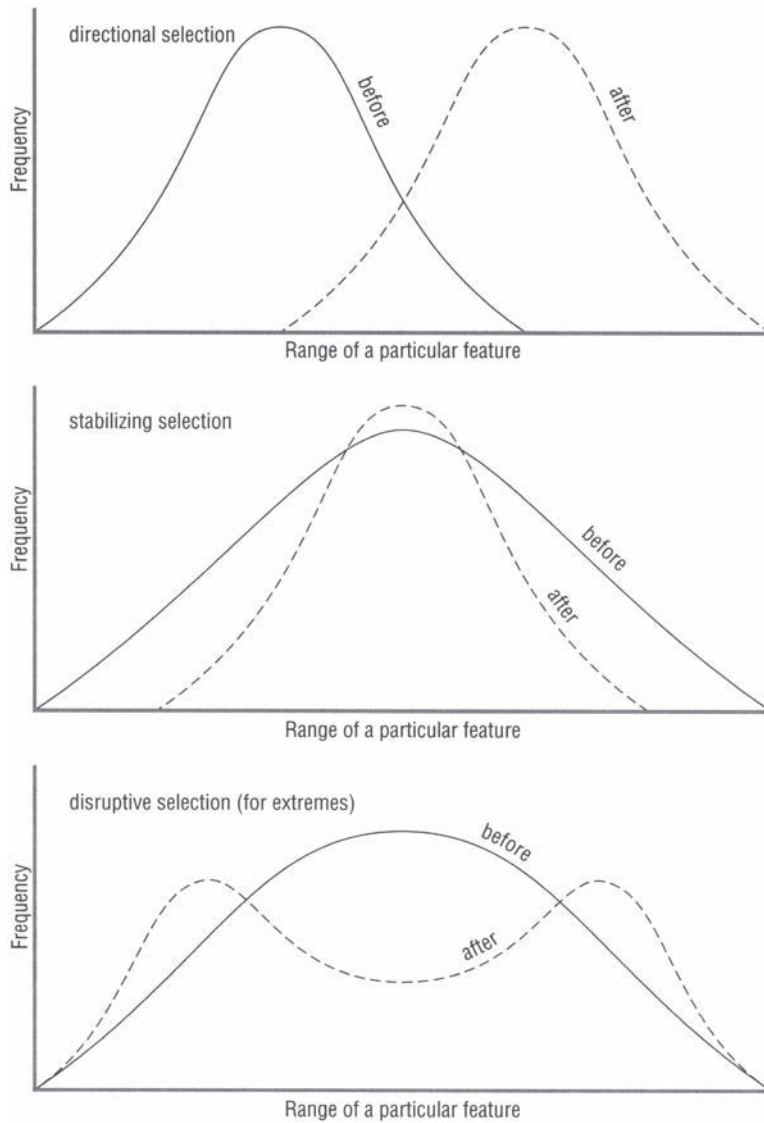 directional selection
before
after
Frequency
Range of a particular feature
stabilizing selection
before
after
Frequency
Range of a particular feature
disruptive selection (for extremes)
before
after
Frequency
Range of a particular feature